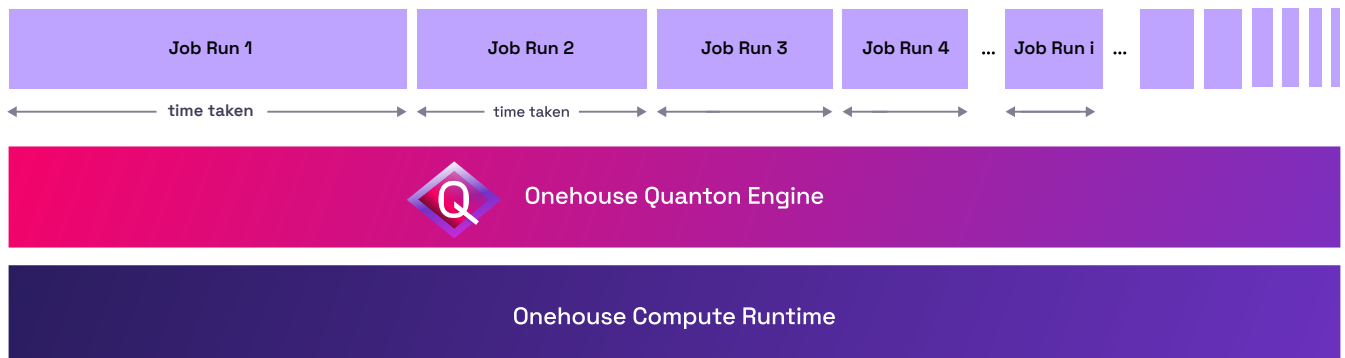 Job Run 1
Job Run 2
Job Run 3
Job Run 4
...
Job Run i
...
time taken
time taken
Q
Onehouse Quanton Engine
Onehouse Compute Runtime